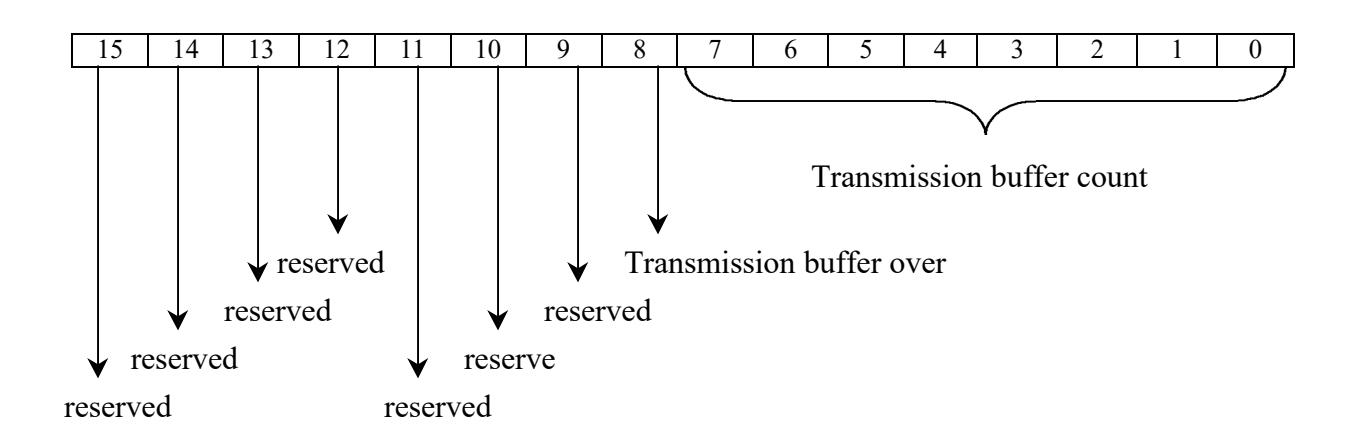 15 14 13 12 11 10 9 8 7 6 5 4 3 2 1 0
Transmission buffer count
reserved
Transmission buffer over
reserved
reserved
reserved
reserve
reserved
reserved